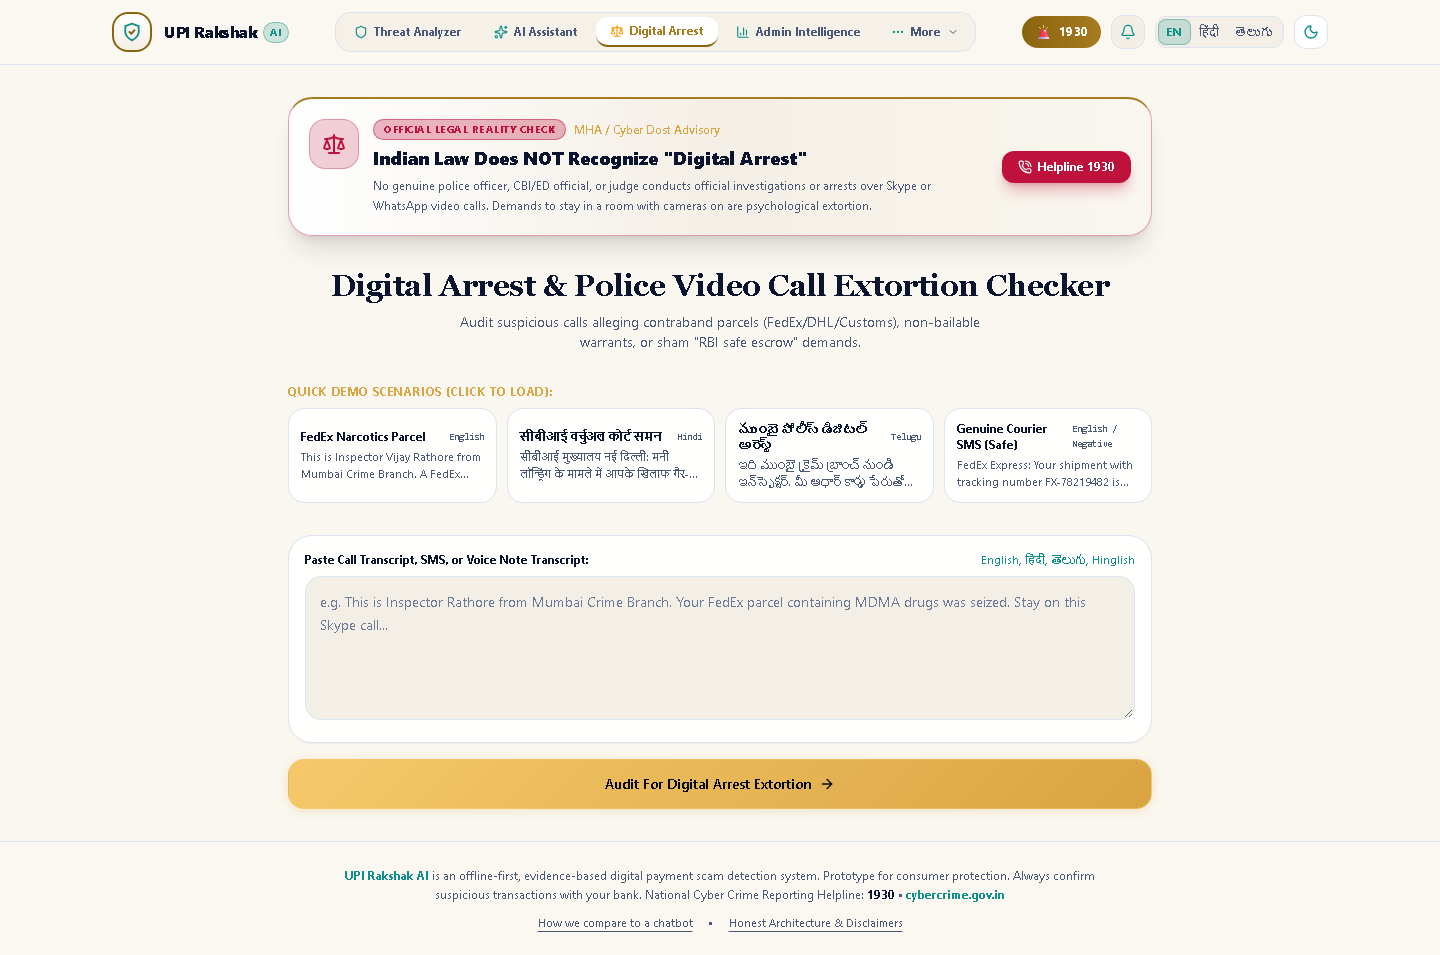 UPI Rakshak AI
Threat Analyzer
AI Assistant
Digital Arrest
Admin Intelligence
More
1930
EN
हिंदी
తెలుగు
OFFICIAL LEGAL REALITY CHECK
MHA / Cyber Dost Advisory
Indian Law Does NOT Recognize "Digital Arrest"
No genuine police officer, CBI/ED official, or judge conducts official investigations or arrests over Skype or
WhatsApp video calls. Demands to stay in a room with cameras on are psychological extortion.
Helpline 1930
Digital Arrest & Police Video Call Extortion Checker
Audit suspicious calls alleging contraband parcels (FedEx/DHL/Customs), non-bailable
warrants, or sham "RBI safe escrow" demands.
QUICK DEMO SCENARIOS (CLICK TO LOAD):
FedEx Narcotics Parcel
English
This is Inspector Vijay Rathore from
Mumbai Crime Branch. A FedEx...
सीबीआई वर्चुअल कोर्ट समन
Hindi
सीबीआई मुख्यालय नई दिल्ली: मनी
लॉन्ड्रिंग के मामले में आपके खिलाफ गैर-...
ముంబై పోలీస్ డిజిటల్
అరెస్ట్
Telugu
ఇది ముంబై క్రైమ్ బ్రాంచ్ నుండి
ఇన్‌స్పెక్టర్. మీ ఆధార్ కార్డు పేరుతో...
Genuine Courier
SMS (Safe)
English /
Negative
FedEx Express: Your shipment with
tracking number FX-78219482 is...
Paste Call Transcript, SMS, or Voice Note Transcript:
English, हिंदी, తెలుగు, Hinglish
e.g. This is Inspector Rathore from Mumbai Crime Branch. Your FedEx parcel containing MDMA drugs was seized. Stay on this
Skype call...
Audit For Digital Arrest Extortion →
UPI Rakshak AI is an offline-first, evidence-based digital payment scam detection system. Prototype for consumer protection. Always confirm
suspicious transactions with your bank. National Cyber Crime Reporting Helpline: 1930 • cybercrime.gov.in
How we compare to a chatbot • Honest Architecture & Disclaimers